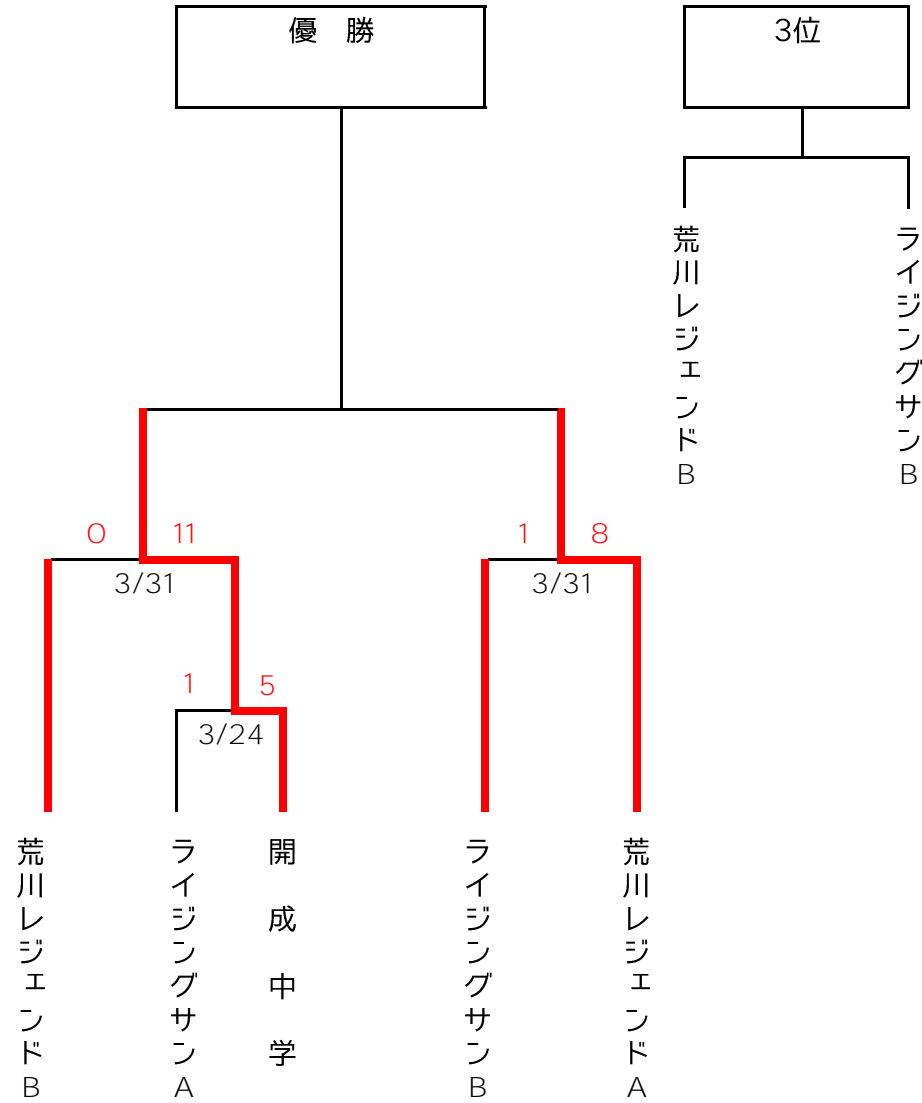 優 勝
3位
荒川レジェンドB
ライジングサンB
0
11
1
8
3/31
3/31
1
5
3/24
荒川レジェンドB
ライジングサンA
開成中学
ライジングサンB
荒川レジェンドA